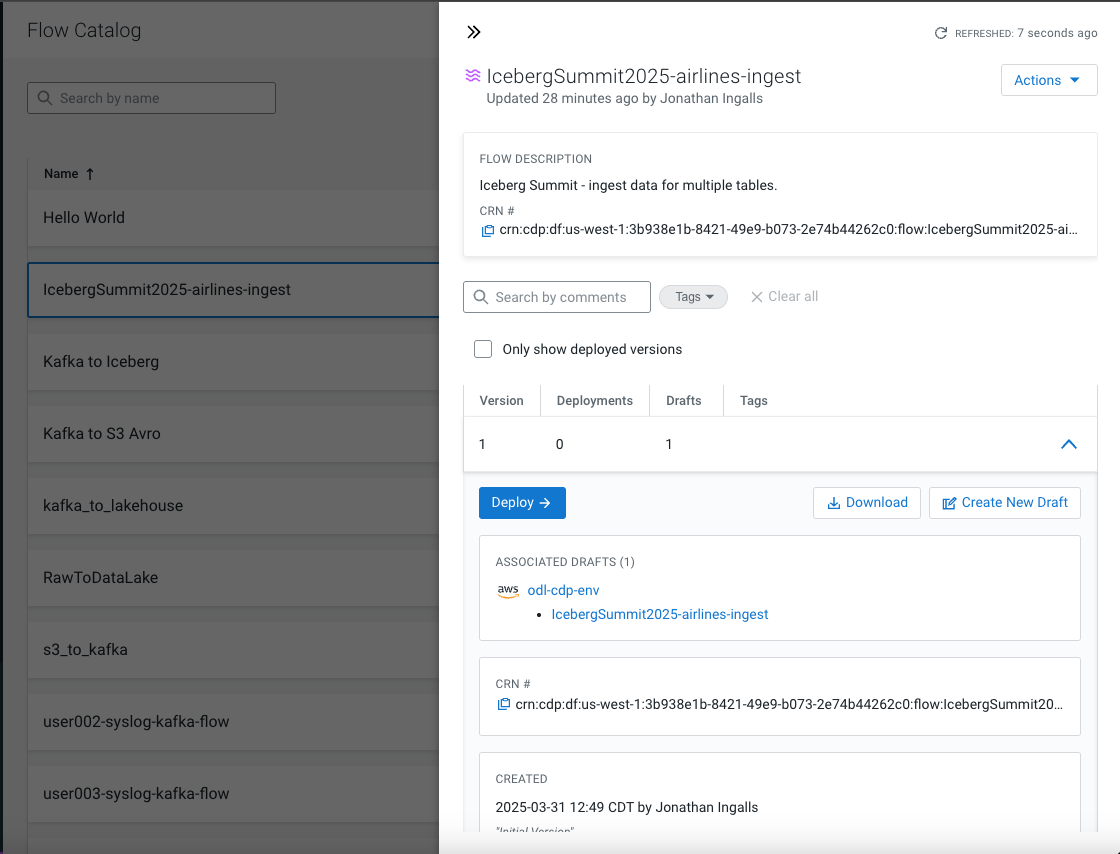 Flow Catalog
Search by name
Name ↑
Hello World
IcebergSummit2025-airlines-ingest
Kafka to Iceberg
Kafka to S3 Avro
kafka_to_lakehouse
RawToDataLake
s3_to_kafka
user002-syslog-kafka-flow
user003-syslog-kafka-flow
REFRESHED: 7 seconds ago
IcebergSummit2025-airlines-ingest
Updated 28 minutes ago by Jonathan Ingalls
Actions
FLOW DESCRIPTION
Iceberg Summit - ingest data for multiple tables.
CRN #
crn:cdp:df:us-west-1:3b938e1b-8421-49e9-b073-2e74b44262c0:flow:IcebergSummit2025-ai...
Search by comments
Tags
Clear all
Only show deployed versions
Version Deployments Drafts Tags
1 0 1
Deploy →
Download
Create New Draft
ASSOCIATED DRAFTS (1)
aws odl-cdp-env
• IcebergSummit2025-airlines-ingest
CRN #
crn:cdp:df:us-west-1:3b938e1b-8421-49e9-b073-2e74b44262c0:flow:IcebergSummit20...
CREATED
2025-03-31 12:49 CDT by Jonathan Ingalls
"Initial Version"